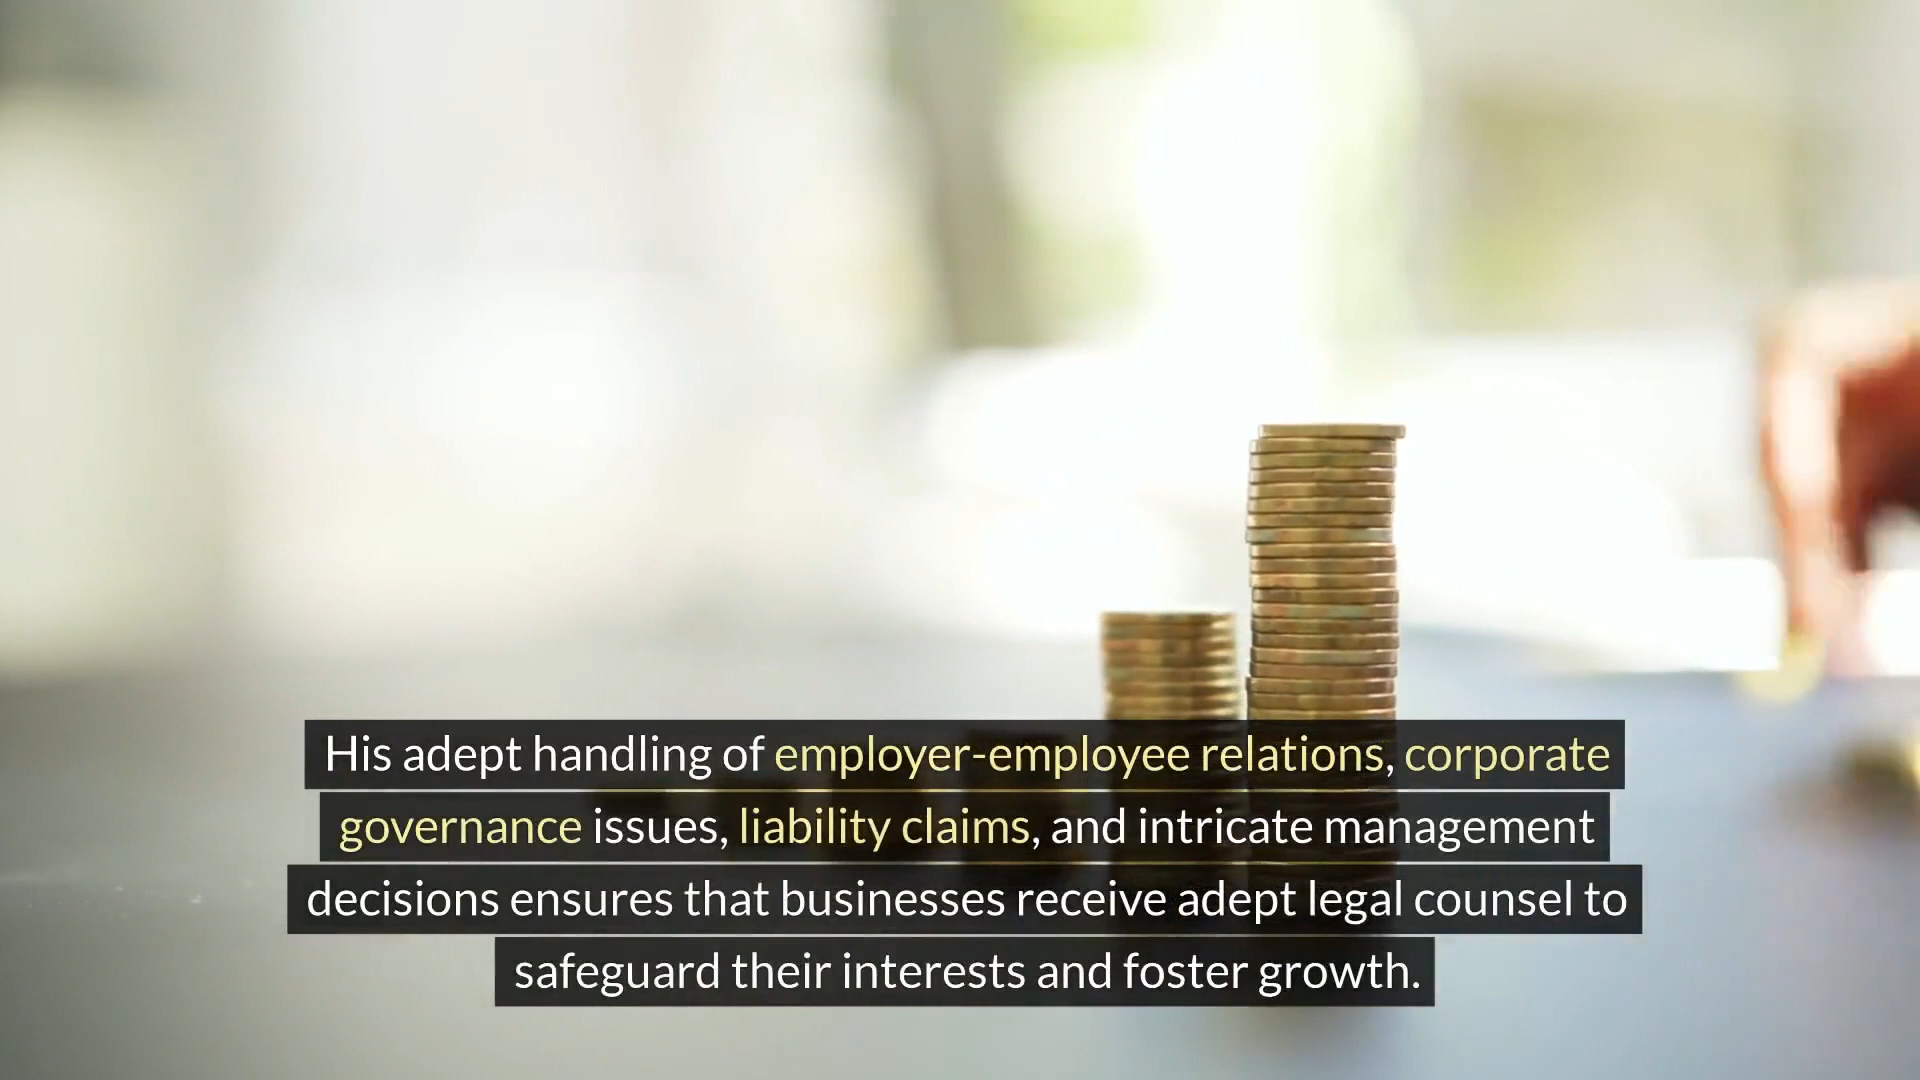 His adept handling of employer-employee relations, corporate
governance issues, liability claims, and intricate management
decisions ensures that businesses receive adept legal counsel to
safeguard their interests and foster growth.